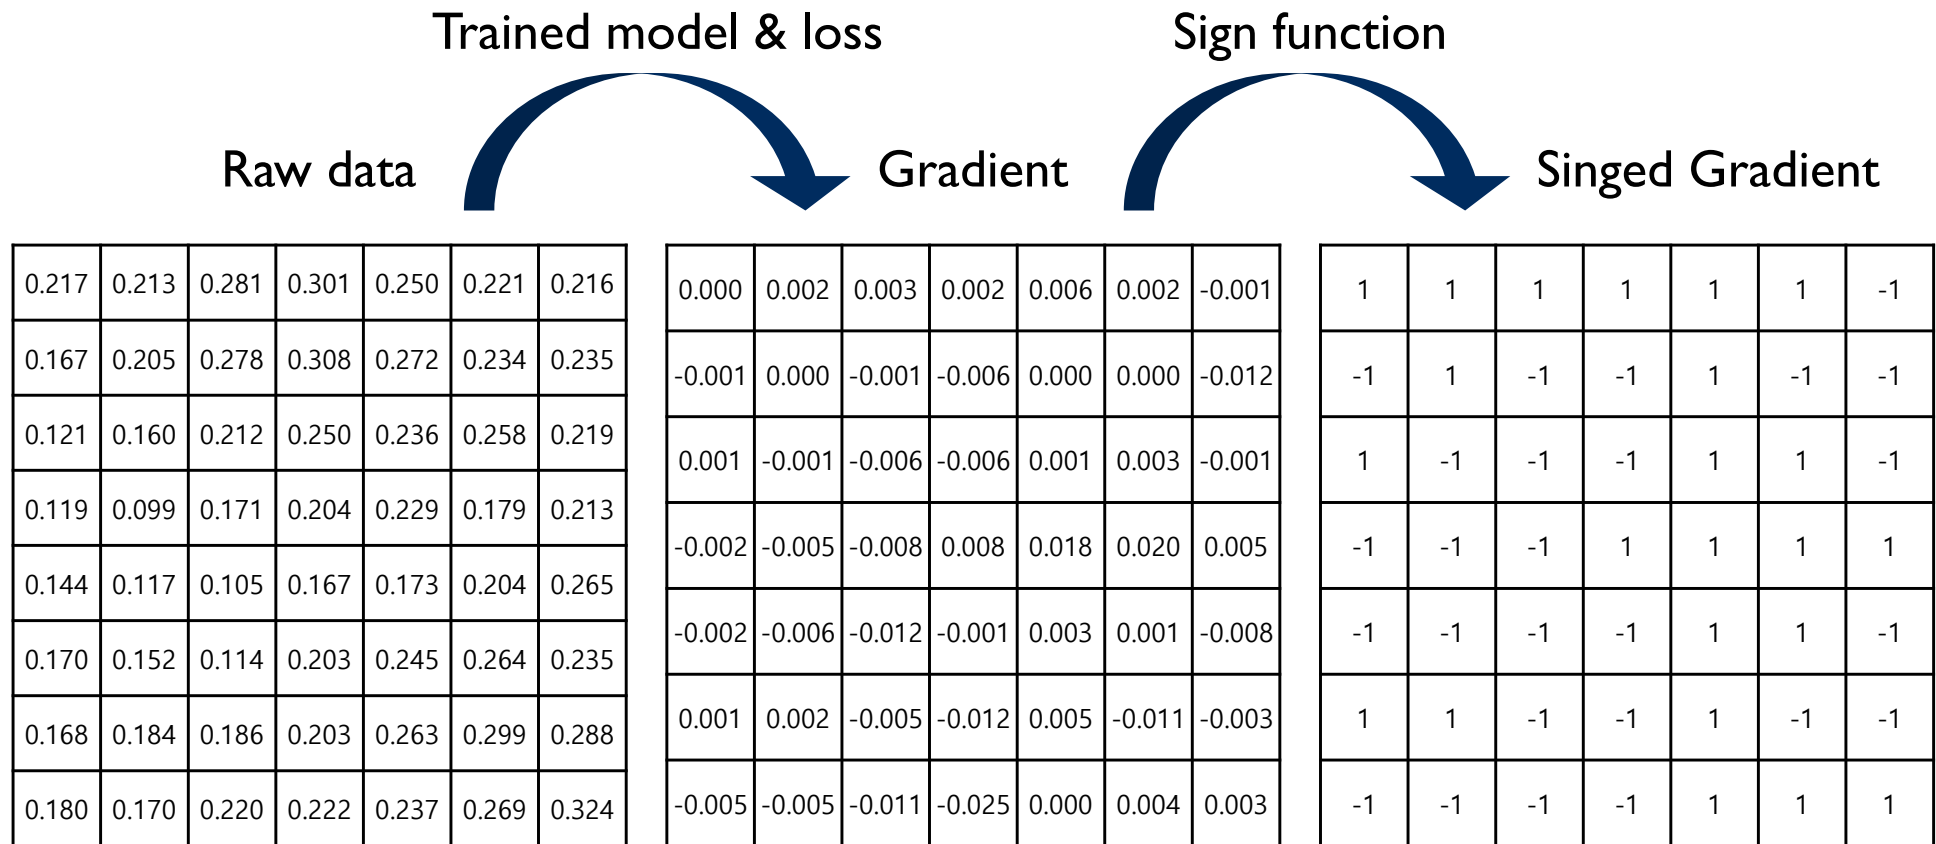 Trained model & loss
Sign function
Raw data
Gradient
Singed Gradient
0.217 0.213 0.281 0.301 0.250 0.221 0.216
0.167 0.205 0.278 0.308 0.272 0.234 0.235
0.121 0.160 0.212 0.250 0.236 0.258 0.219
0.119 0.099 0.171 0.204 0.229 0.179 0.213
0.144 0.117 0.105 0.167 0.173 0.204 0.265
0.170 0.152 0.114 0.203 0.245 0.264 0.235
0.168 0.184 0.186 0.203 0.263 0.299 0.288
0.180 0.170 0.220 0.222 0.237 0.269 0.324
0.000 0.002 0.003 0.002 0.006 0.002 -0.001
-0.001 0.000 -0.001 -0.006 0.000 0.000 -0.012
0.001 -0.001 -0.006 -0.006 0.001 0.003 -0.001
-0.002 -0.005 -0.008 0.008 0.018 0.020 0.005
-0.002 -0.006 -0.012 -0.001 0.003 0.001 -0.008
0.001 0.002 -0.005 -0.012 0.005 -0.011 -0.003
-0.005 -0.005 -0.011 -0.025 0.000 0.004 0.003
1 1 1 1 1 1 -1
-1 1 -1 -1 1 -1 -1
1 -1 -1 -1 1 1 -1
-1 -1 -1 1 1 1 1
-1 -1 -1 -1 1 1 -1
1 1 -1 -1 1 -1 -1
-1 -1 -1 -1 1 1 1